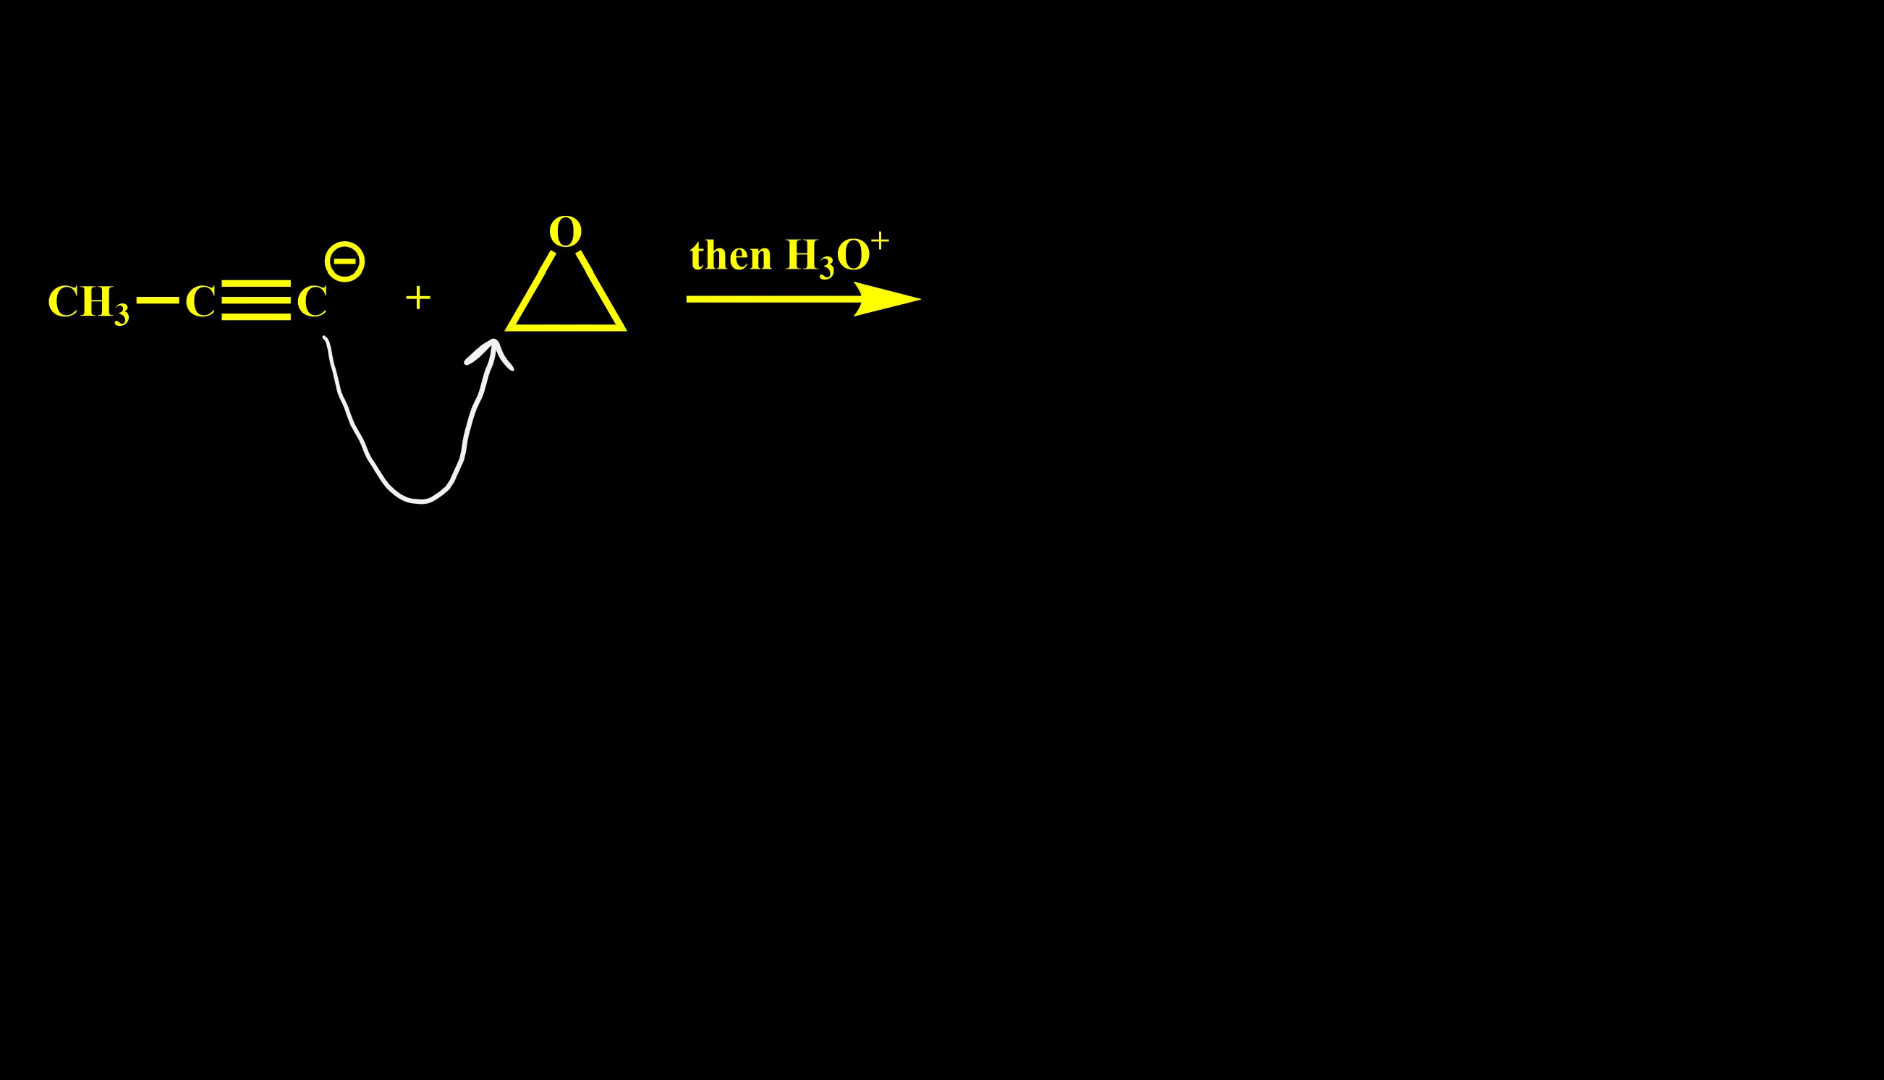 O
then H₃O⁺
CH₃—C≡C⊖ +